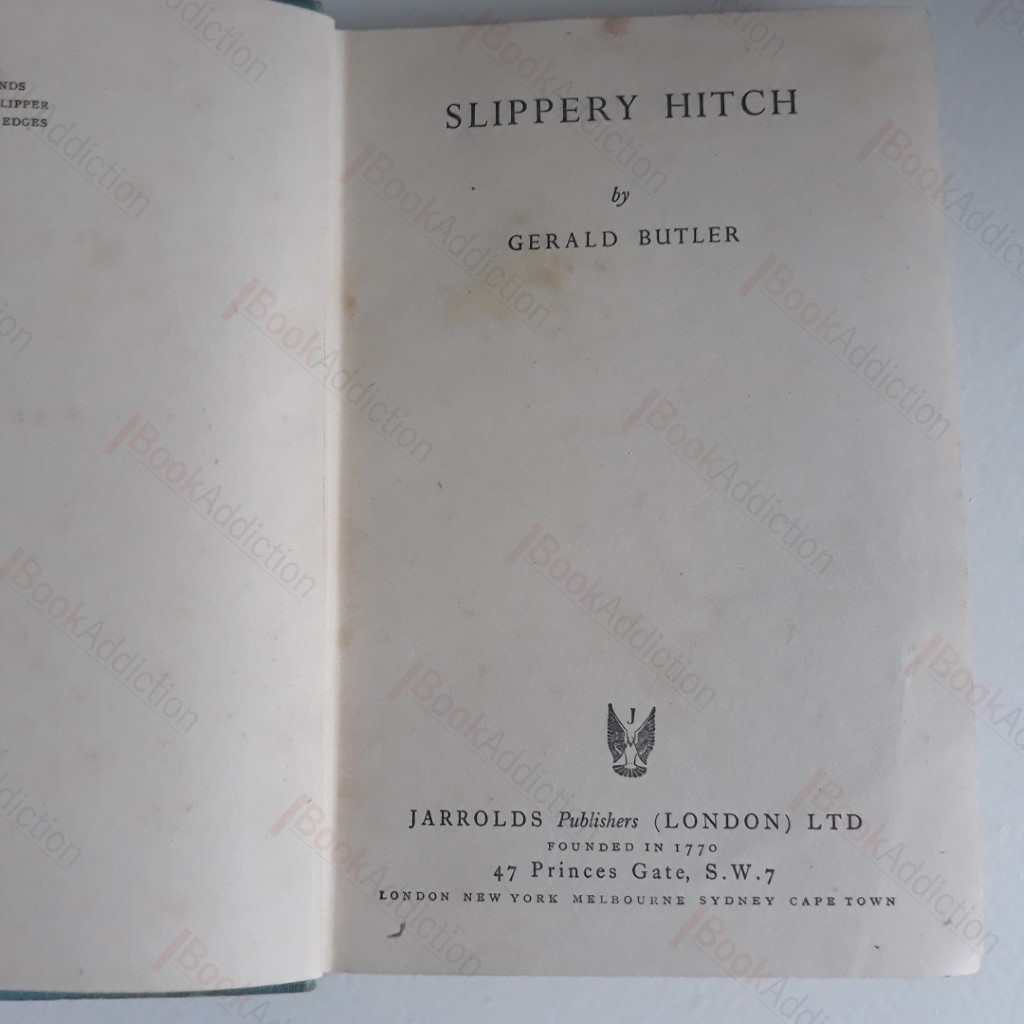 NDS
LIPPER
EDGES
SLIPPERY HITCH
by
GERALD BUTLER
J
JARROLDS Publishers (LONDON) LTD
FOUNDED IN 1770
47 Princes Gate, S.W.7
LONDON NEW YORK MELBOURNE SYDNEY CAPE TOWN
BookAddiction